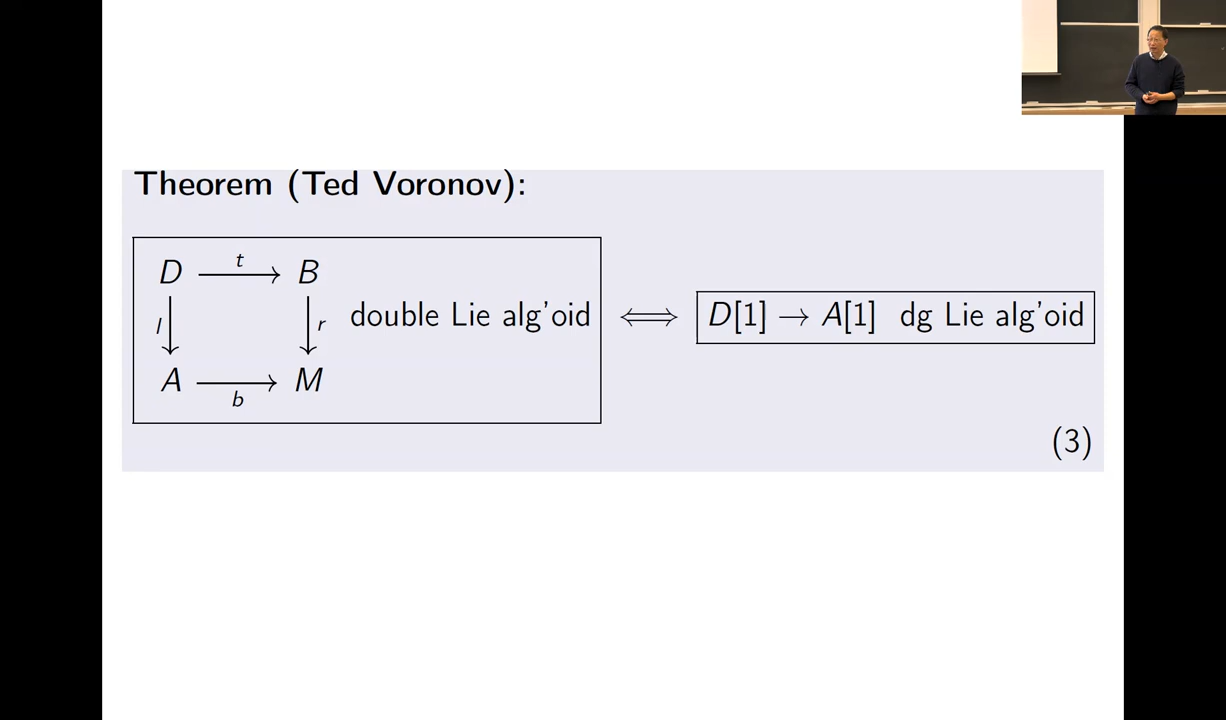 Theorem (Ted Voronov):
D t B
l r double Lie alg'oid ⟺ D[1] → A[1] dg Lie alg'oid
A b M
(3)